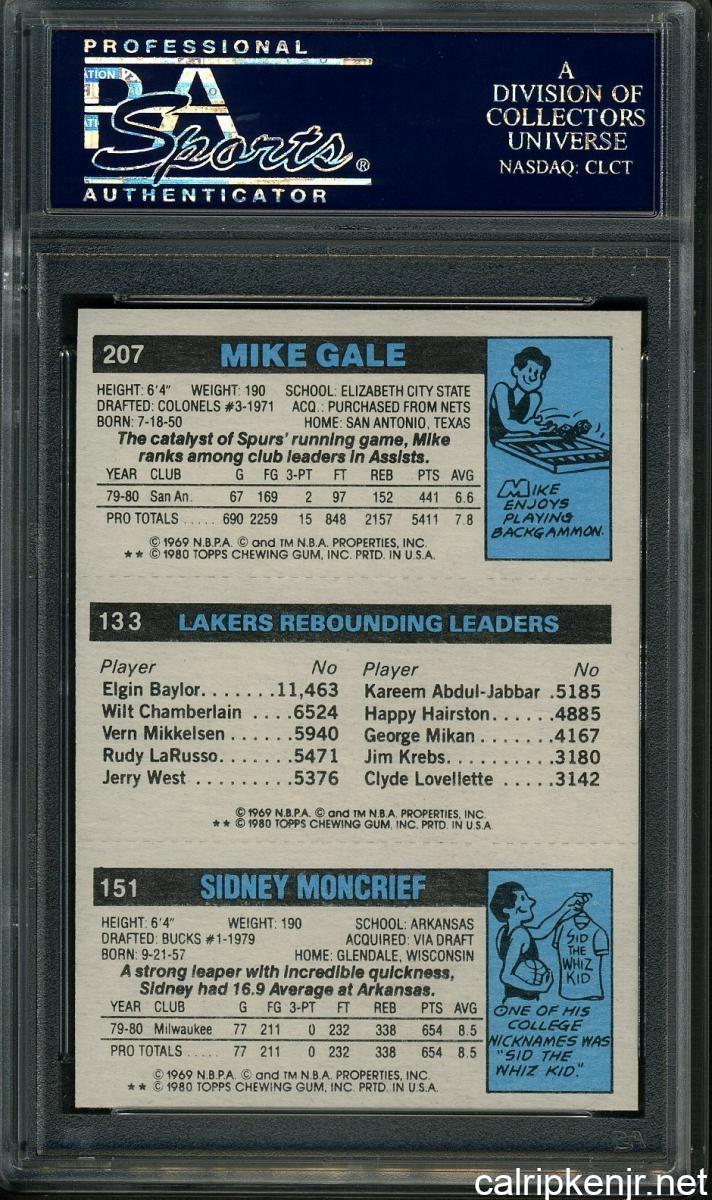 PROFESSIONAL
PSA
Sports®
AUTHENTICATOR
A
DIVISION OF
COLLECTORS
UNIVERSE
NASDAQ: CLCT
207 MIKE GALE
HEIGHT: 6'4" WEIGHT: 190 SCHOOL: ELIZABETH CITY STATE
DRAFTED: COLONELS #3-1971 ACQ.: PURCHASED FROM NETS
BORN: 7-18-50 HOME: SAN ANTONIO, TEXAS
The catalyst of Spurs' running game, Mike
ranks among club leaders in Assists.
YEAR CLUB G FG 3-PT FT REB PTS AVG
79-80 San An. 67 169 2 97 152 441 6.6
PRO TOTALS ..... 690 2259 15 848 2157 5411 7.8
© 1969 N.B.P.A. © and TM N.B.A. PROPERTIES, INC.
★★ © 1980 TOPPS CHEWING GUM, INC. PRTD. IN U.S.A.
MIKE
ENJOYS
PLAYING
BACKGAMMON.
133 LAKERS REBOUNDING LEADERS
Player No Player No
Elgin Baylor.......11,463 Kareem Abdul-Jabbar .5185
Wilt Chamberlain ....6524 Happy Hairston......4885
Vern Mikkelsen ......5940 George Mikan .......4167
Rudy LaRusso.......5471 Jim Krebs..........3180
Jerry West .........5376 Clyde Lovellette .....3142
© 1969 N.B.P.A. © and TM N.B.A. PROPERTIES, INC.
★★ © 1980 TOPPS CHEWING GUM, INC. PRTD. IN U.S.A.
151 SIDNEY MONCRIEF
HEIGHT: 6'4" WEIGHT: 190 SCHOOL: ARKANSAS
DRAFTED: BUCKS #1-1979 ACQUIRED: VIA DRAFT
BORN: 9-21-57 HOME: GLENDALE, WISCONSIN
A strong leaper with incredible quickness,
Sidney had 16.9 Average at Arkansas.
YEAR CLUB G FG 3-PT FT REB PTS AVG
79-80 Milwaukee 77 211 0 232 338 654 8.5
PRO TOTALS ..... 77 211 0 232 338 654 8.5
© 1969 N.B.P.A. © and TM N.B.A. PROPERTIES, INC.
★★ © 1980 TOPPS CHEWING GUM, INC. PRTD. IN U.S.A.
SID
THE
WHIZ
KID
ONE OF HIS
COLLEGE
NICKNAMES WAS
"SID THE
WHIZ KID."
calripkenjr.net